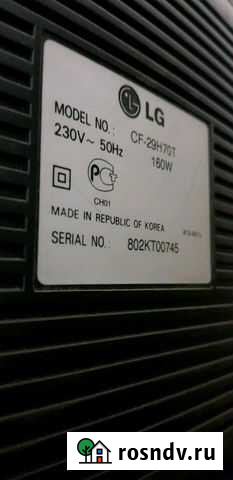 LG
MODEL NO.: CF-29H70T
230V~ 50Hz 160W
CH01
MADE IN REPUBLIC OF KOREA
SERIAL NO.: 802KT00745
rosndv.ru